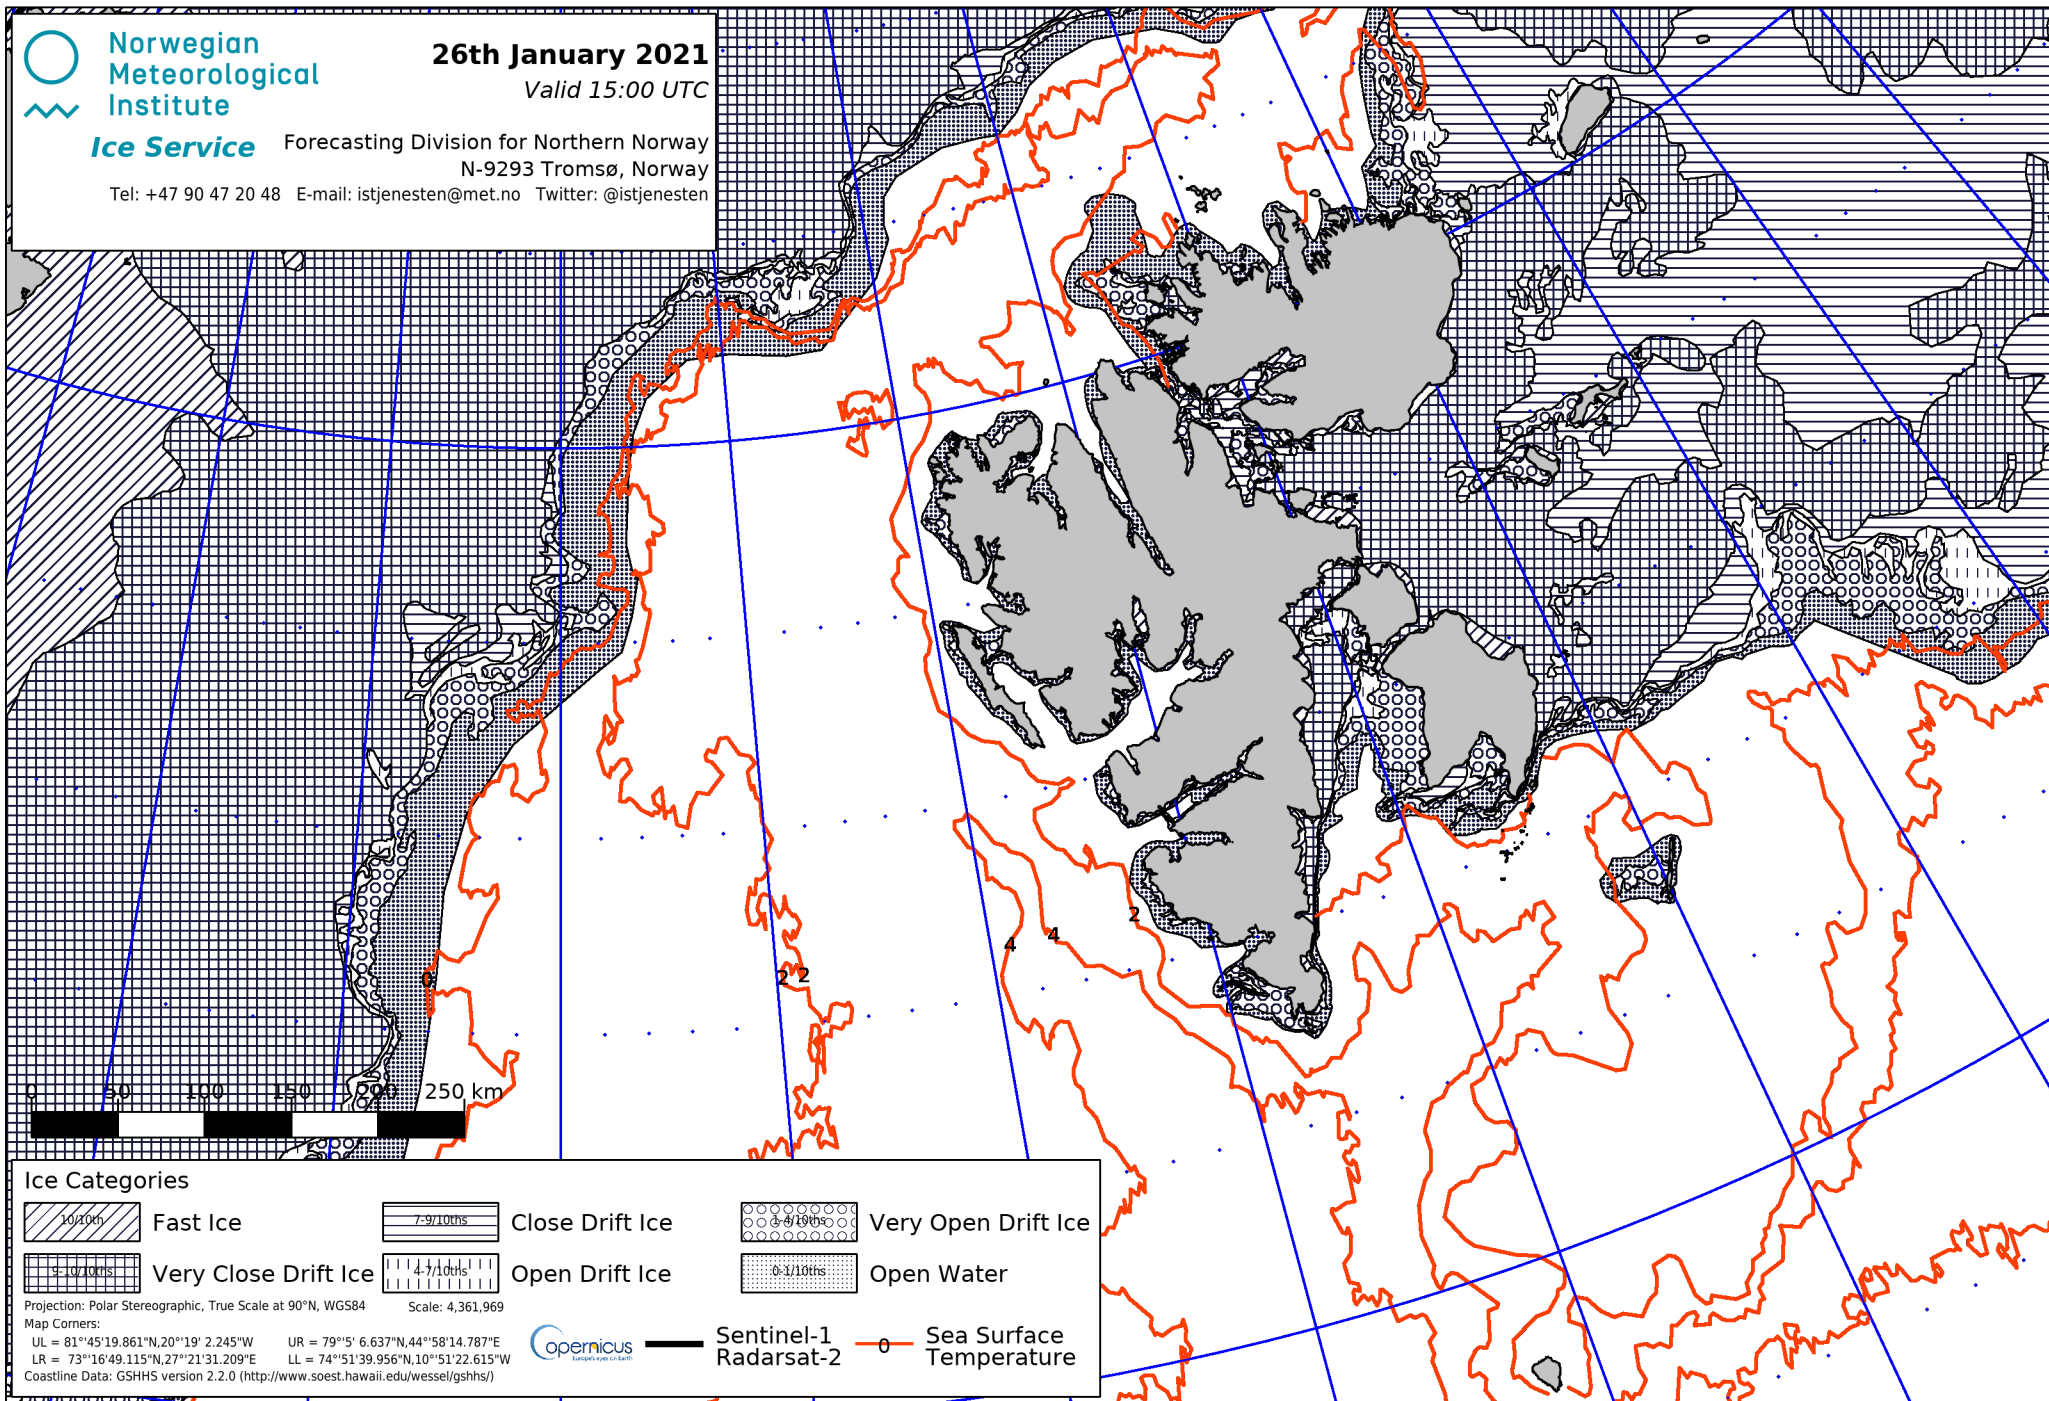 Norwegian
Meteorological
Institute
Ice Service
26th January 2021
Valid 15:00 UTC
Forecasting Division for Northern Norway
N-9293 Tromsø, Norway
Tel: +47 90 47 20 48 E-mail: istjenesten@met.no Twitter: @istjenesten
2
4
4
2 2
0
0 50 100 150 200 250 km
Ice Categories
10/10th Fast Ice
7-9/10ths Close Drift Ice
1-4/10ths Very Open Drift Ice
9-10/10ths Very Close Drift Ice
4-7/10ths Open Drift Ice
0-1/10ths Open Water
Projection: Polar Stereographic, True Scale at 90°N, WGS84 Scale: 4,361,969
Map Corners:
UL = 81°'45'19.861"N,20°'19' 2.245"W UR = 79°'5' 6.637"N,44°'58'14.787"E
LR = 73°'16'49.115"N,27°'21'31.209"E LL = 74°'51'39.956"N,10°'51'22.615"W
Coastline Data: GSHHS version 2.2.0 (http://www.soest.hawaii.edu/wessel/gshhs/)
Copernicus
Europe's eyes on Earth
Sentinel-1
Radarsat-2
0
Sea Surface
Temperature